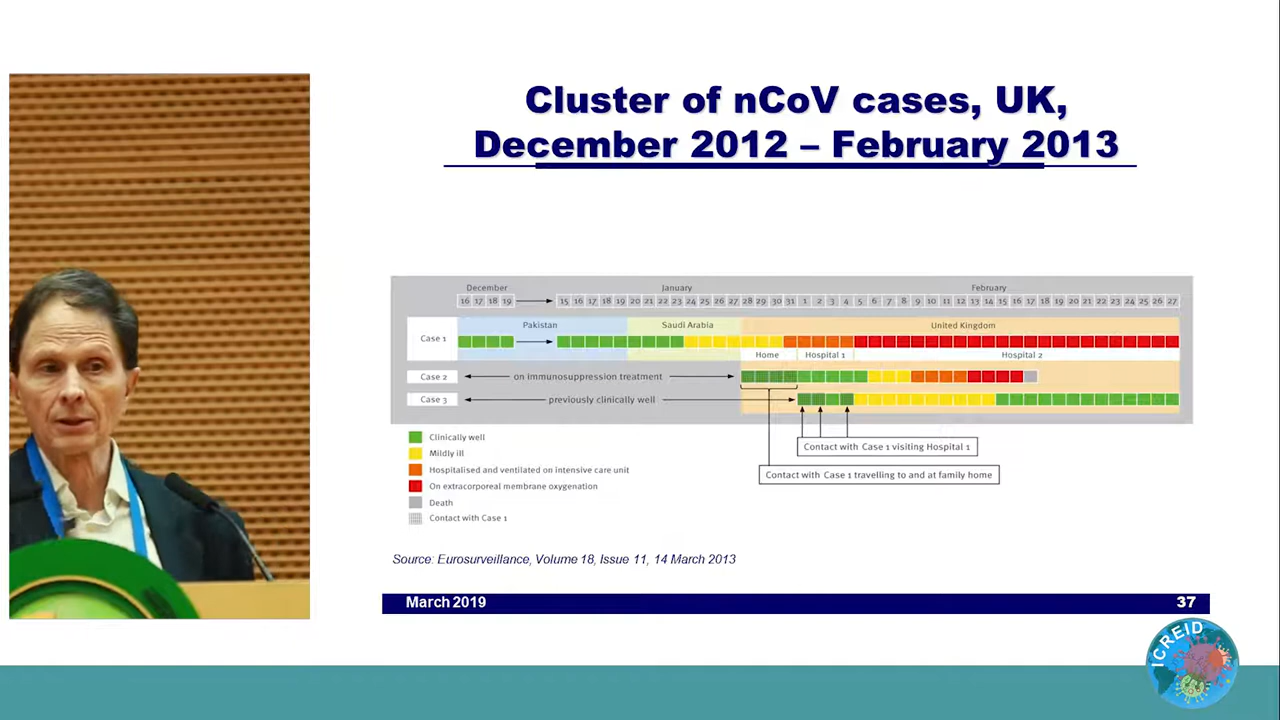 Cluster of nCoV cases, UK,
December 2012 – February 2013
December January February
16 17 18 19 15 16 17 18 19 20 21 22 23 24 25 26 27 28 29 30 31 1 2 3 4 5 6 7 8 9 10 11 12 13 14 15 16 17 18 19 20 21 22 23 24 25 26 27
Pakistan Saudi Arabia United Kingdom
Case 1
Home Hospital 1 Hospital 2
Case 2 on immunosuppression treatment
Case 3 previously clinically well
Clinically well
Mildly ill
Hospitalised and ventilated on intensive care unit
On extracorporeal membrane oxygenation
Death
Contact with Case 1
Contact with Case 1 visiting Hospital 1
Contact with Case 1 travelling to and at family home
Source: Eurosurveillance, Volume 18, Issue 11, 14 March 2013
March 2019 37
ICREID